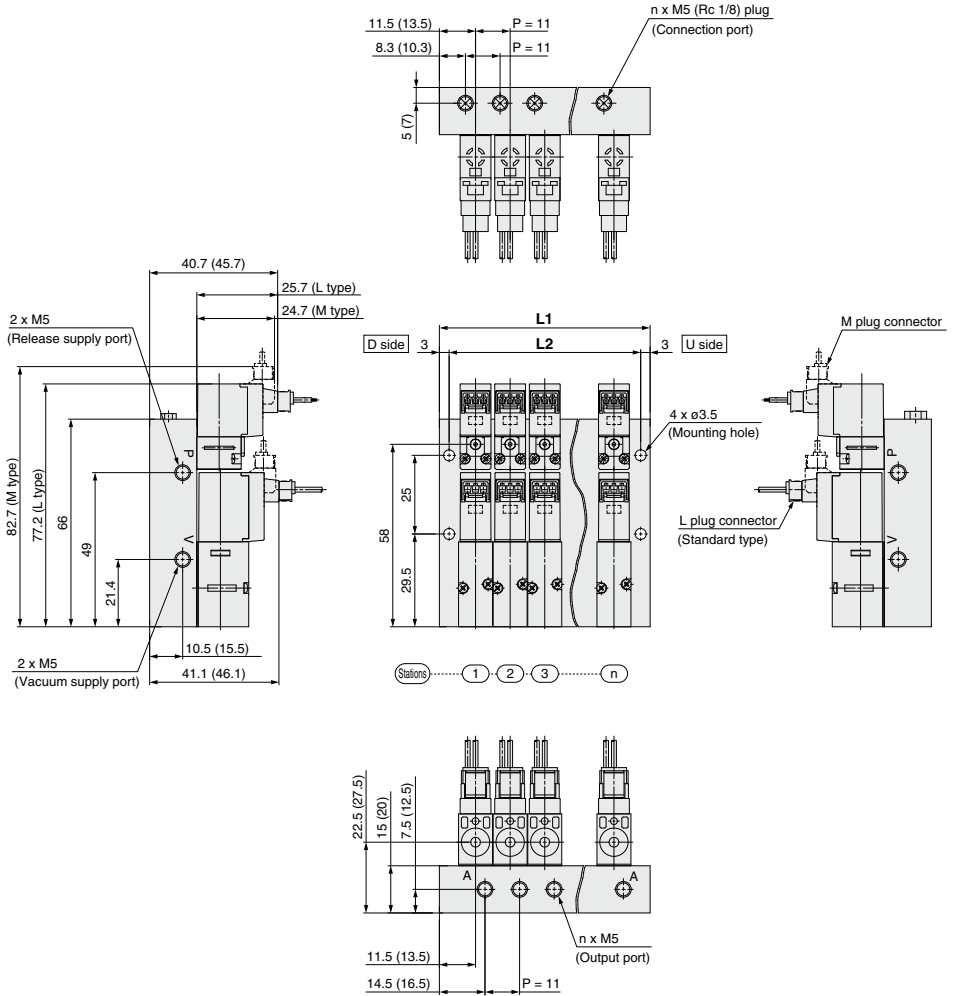 11.5 (13.5)
P = 11
n x M5 (Rc 1/8) plug
(Connection port)
8.3 (10.3)
P = 11
5 (7)
40.7 (45.7)
25.7 (L type)
24.7 (M type)
2 x M5
(Release supply port)
82.7 (M type)
77.2 (L type)
66
49
21.4
P
V
10.5 (15.5)
2 x M5
(Vacuum supply port)
41.1 (46.1)
L1
D side
3
L2
3
U side
4 x ø3.5
(Mounting hole)
58
25
29.5
Stations
1
2
3
n
M plug connector
P
V
L plug connector
(Standard type)
22.5 (27.5)
15 (20)
7.5 (12.5)
A
A
n x M5
(Output port)
11.5 (13.5)
14.5 (16.5)
P = 11